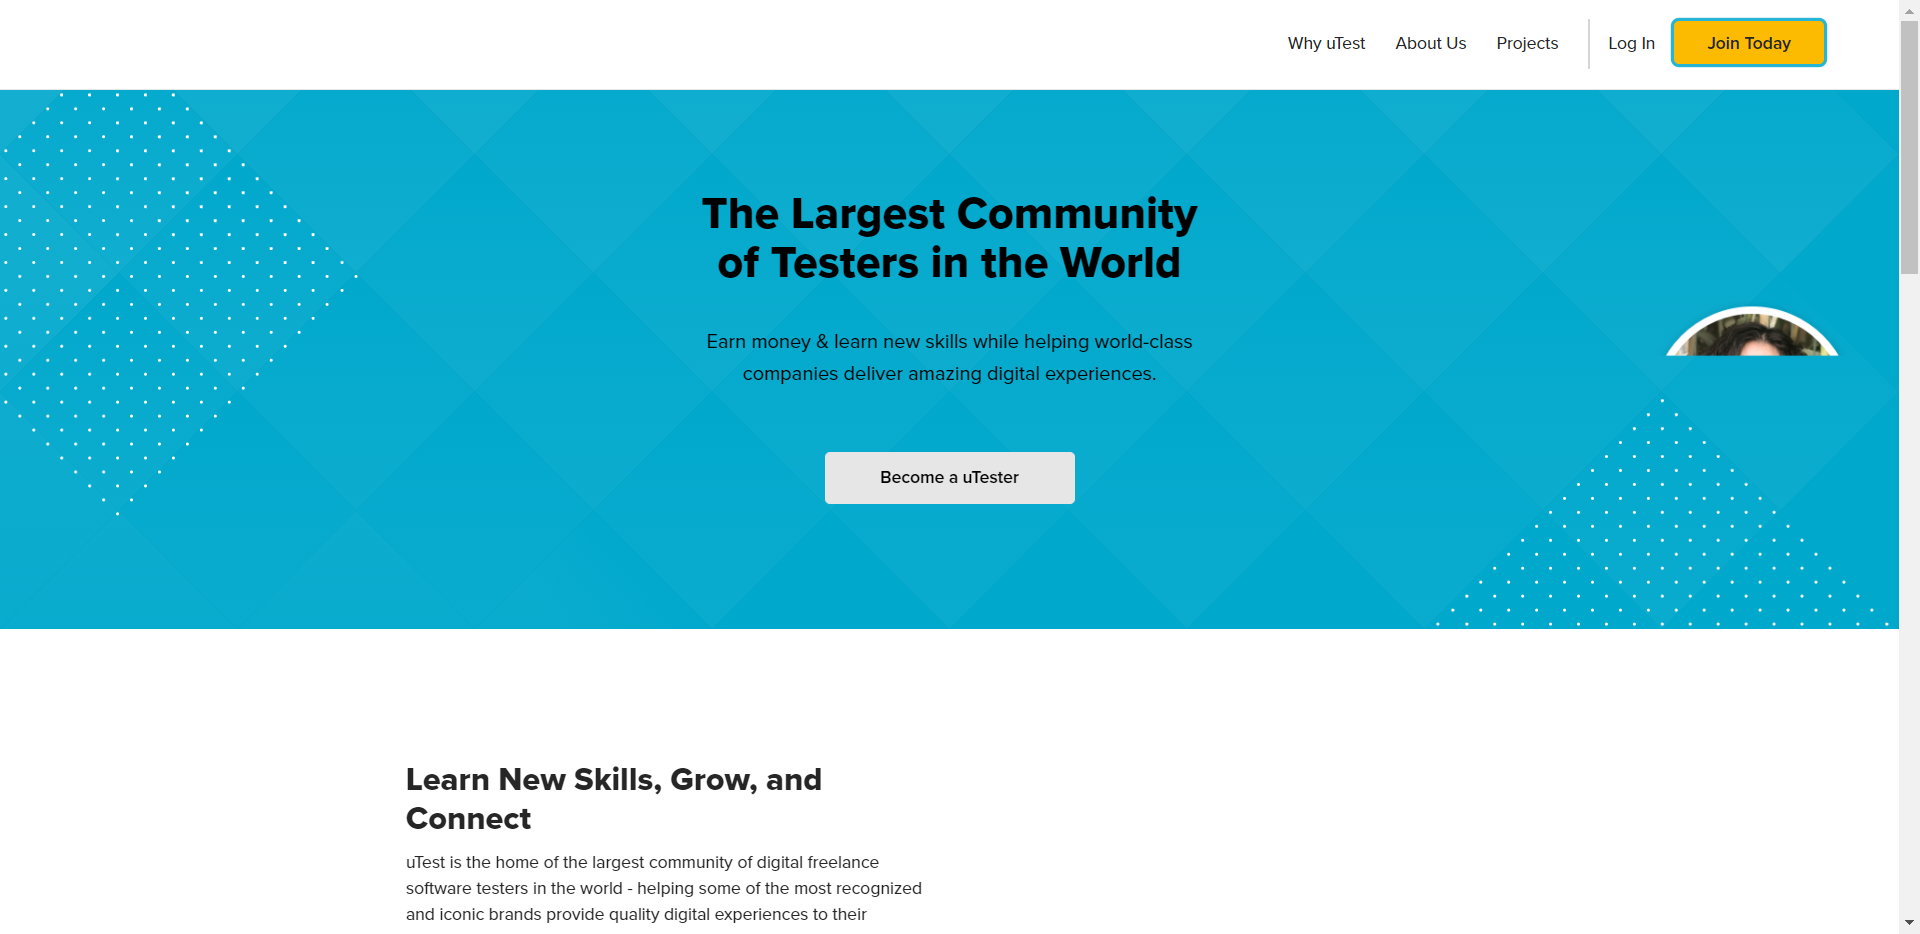 Why uTest
About Us
Projects
Log In
Join Today
The Largest Community
of Testers in the World
Earn money & learn new skills while helping world-class
companies deliver amazing digital experiences.
Become a uTester
Learn New Skills, Grow, and
Connect
uTest is the home of the largest community of digital freelance
software testers in the world - helping some of the most recognized
and iconic brands provide quality digital experiences to their